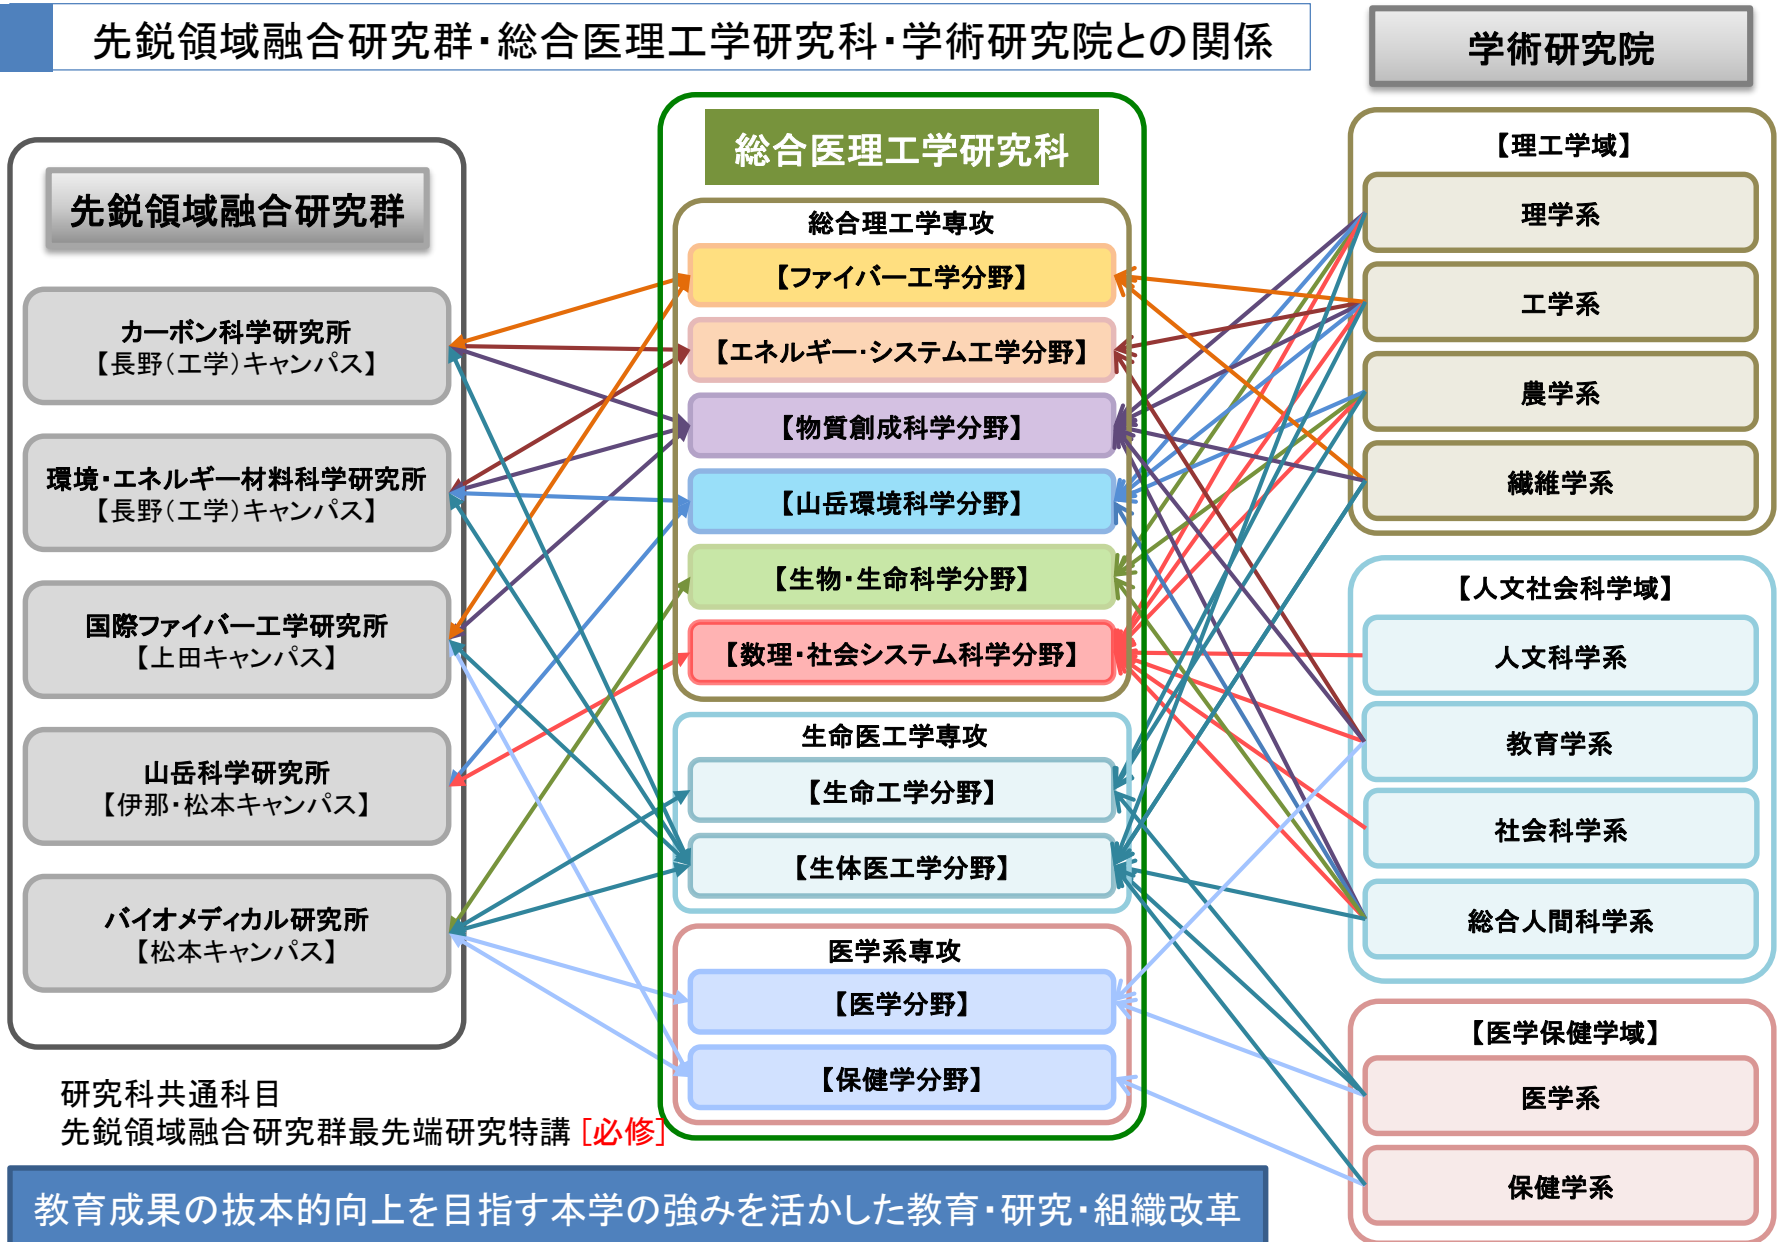 先鋭領域融合研究群・総合医理工学研究科・学術研究院との関係
先鋭領域融合研究群
カーボン科学研究所
【長野（工学）キャンパス】
環境・エネルギー材料科学研究所
【長野（工学）キャンパス】
国際ファイバー工学研究所
【上田キャンパス】
山岳科学研究所
【伊那・松本キャンパス】
バイオメディカル研究所
【松本キャンパス】
総合医理工学研究科
総合理工学専攻
【ファイバー工学分野】
【エネルギー・システム工学分野】
【物質創成科学分野】
【山岳環境科学分野】
【生物・生命科学分野】
【数理・社会システム科学分野】
生命医工学専攻
【生命工学分野】
【生体医工学分野】
医学系専攻
【医学分野】
【保健学分野】
学術研究院
【理工学域】
理学系
工学系
農学系
繊維学系
【人文社会科学域】
人文科学系
教育学系
社会科学系
総合人間科学系
【医学保健学域】
医学系
保健学系
研究科共通科目
先鋭領域融合研究群最先端研究特講 [必修]
教育成果の抜本的向上を目指す本学の強みを活かした教育・研究・組織改革